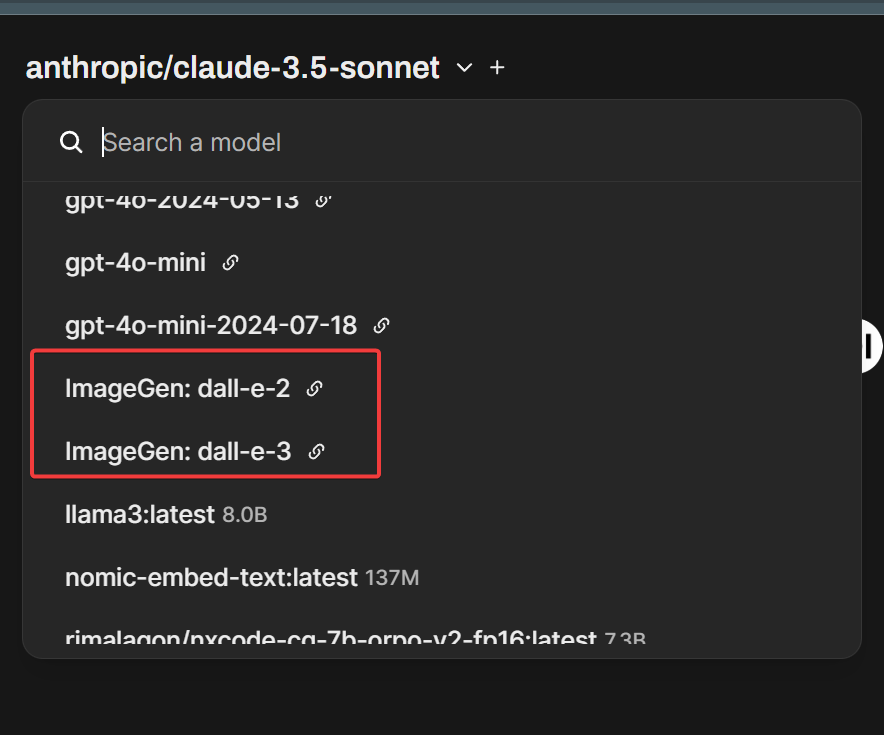 anthropic/claude-3.5-sonnet
Search a model
gpt-4o-2024-05-13
gpt-4o-mini
gpt-4o-mini-2024-07-18
ImageGen: dall-e-2
ImageGen: dall-e-3
llama3:latest 8.0B
nomic-embed-text:latest 137M
rjmalagon/nxcode-cq-7b-orpo-v2-fp16:latest 7.3B